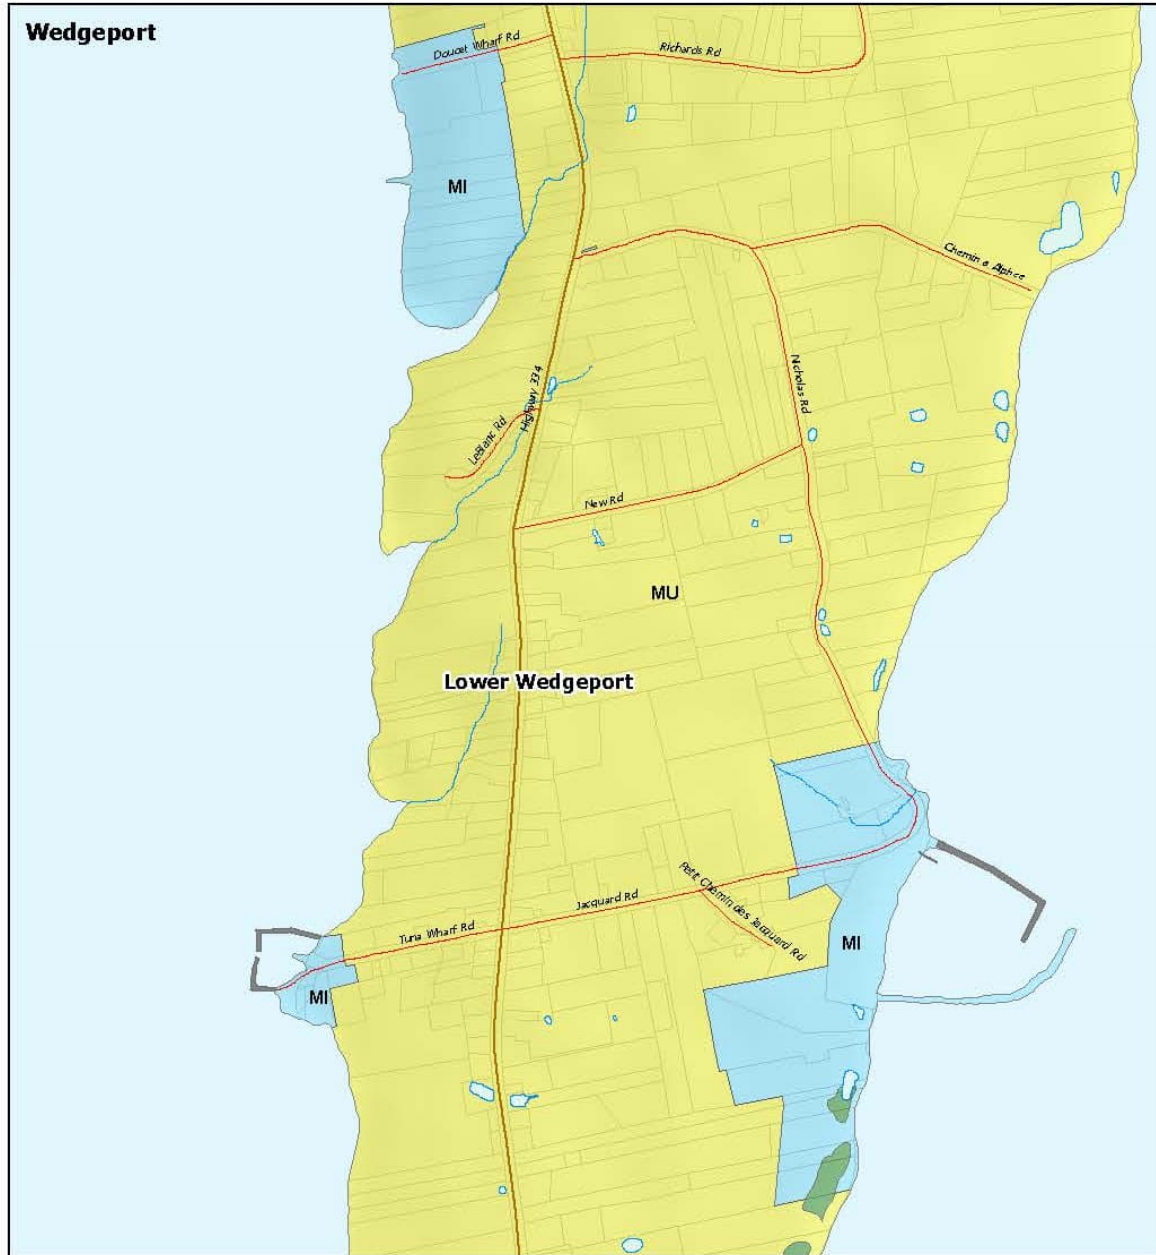 Wedgeport
Doucet Wharf Rd
Richards Rd
MI
Chemin a Alphee
Nicholas Rd
Highway 334
LeBlanc Rd
New Rd
MU
Lower Wedgeport
Petit Chemin des Jacquard Rd
Jacquard Rd
Tuna Wharf Rd
MI
MI